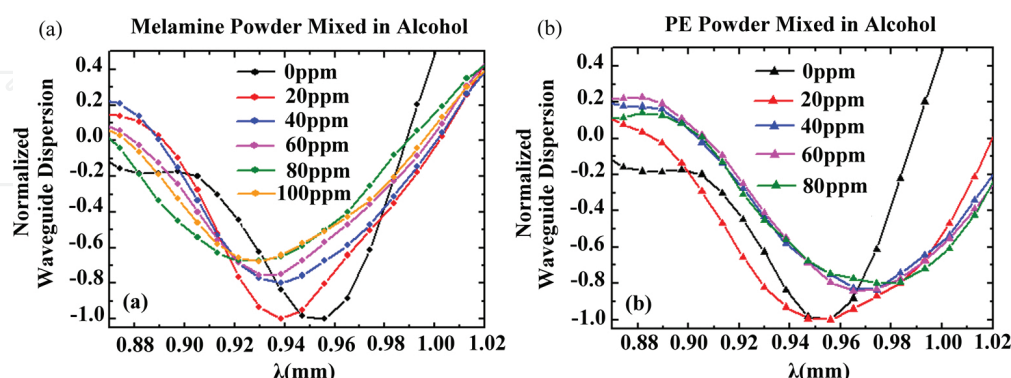 (a)
Melamine Powder Mixed in Alcohol
Normalized
Waveguide Dispersion
0.4
0.2
0.0
-0.2
-0.4
-0.6
-0.8
-1.0
0ppm
20ppm
40ppm
60ppm
80ppm
100ppm
(a)
0.88 0.90 0.92 0.94 0.96 0.98 1.00 1.02
λ(mm)
(b)
PE Powder Mixed in Alcohol
Normalized
Waveguide Dispersion
0.4
0.2
0.0
-0.2
-0.4
-0.6
-0.8
-1.0
0ppm
20ppm
40ppm
60ppm
80ppm
(b)
0.88 0.90 0.92 0.94 0.96 0.98 1.00 1.02
λ(mm)